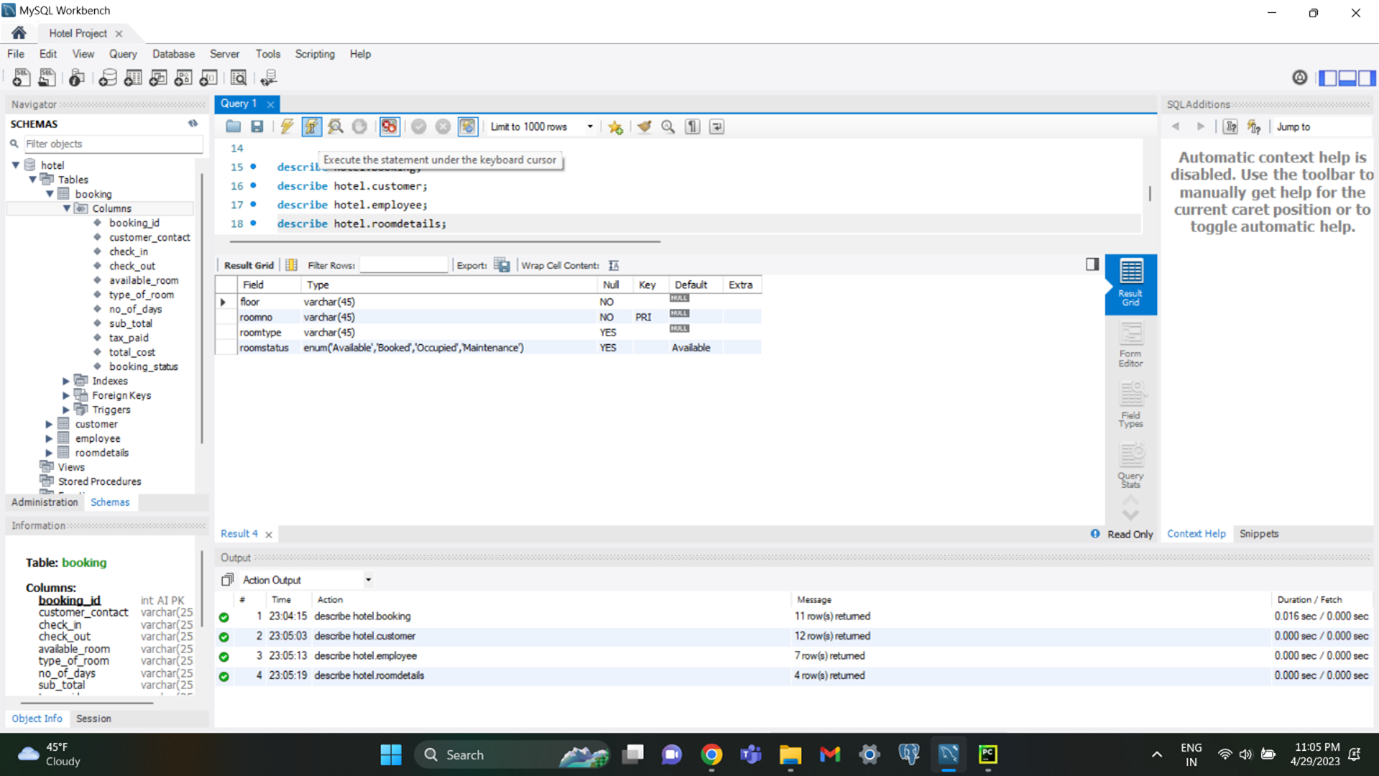 MySQL Workbench
Hotel Project
File Edit View Query Database Server Tools Scripting Help
Navigator
SCHEMAS
Filter objects
hotel
Tables
booking
Columns
booking_id
customer_contact
check_in
check_out
available_room
type_of_room
no_of_days
sub_total
tax_paid
total_cost
booking_status
Indexes
Foreign Keys
Triggers
customer
employee
roomdetails
Views
Stored Procedures
Administration Schemas
Information
Table: booking
Columns:
booking_id int AI PK
customer_contact varchar(25
check_in varchar(25
check_out varchar(25
available_room varchar(25
type_of_room varchar(25
no_of_days varchar(25
sub_total varchar(25
Object Info Session
Query 1
Limit to 1000 rows
14
Execute the statement under the keyboard cursor
15 describe hotel.booking;
16 describe hotel.customer;
17 describe hotel.employee;
18 describe hotel.roomdetails;
Result Grid Filter Rows: Export: Wrap Cell Content:
Field Type Null Key Default Extra
floor varchar(45) NO NULL
roomno varchar(45) NO PRI NULL
roomtype varchar(45) YES NULL
roomstatus enum('Available','Booked','Occupied','Maintenance') YES Available
Result Grid
Form Editor
Field Types
Query Stats
Result 4
Read Only
Output
Action Output
# Time Action Message Duration / Fetch
1 23:04:15 describe hotel.booking 11 row(s) returned 0.016 sec / 0.000 sec
2 23:05:03 describe hotel.customer 12 row(s) returned 0.000 sec / 0.000 sec
3 23:05:13 describe hotel.employee 7 row(s) returned 0.000 sec / 0.000 sec
4 23:05:19 describe hotel.roomdetails 4 row(s) returned 0.000 sec / 0.000 sec
SQLAdditions
Jump to
Automatic context help is
disabled. Use the toolbar to
manually get help for the
current caret position or to
toggle automatic help.
Context Help Snippets
45°F
Cloudy
Search
ENG
IN
11:05 PM
4/29/2023